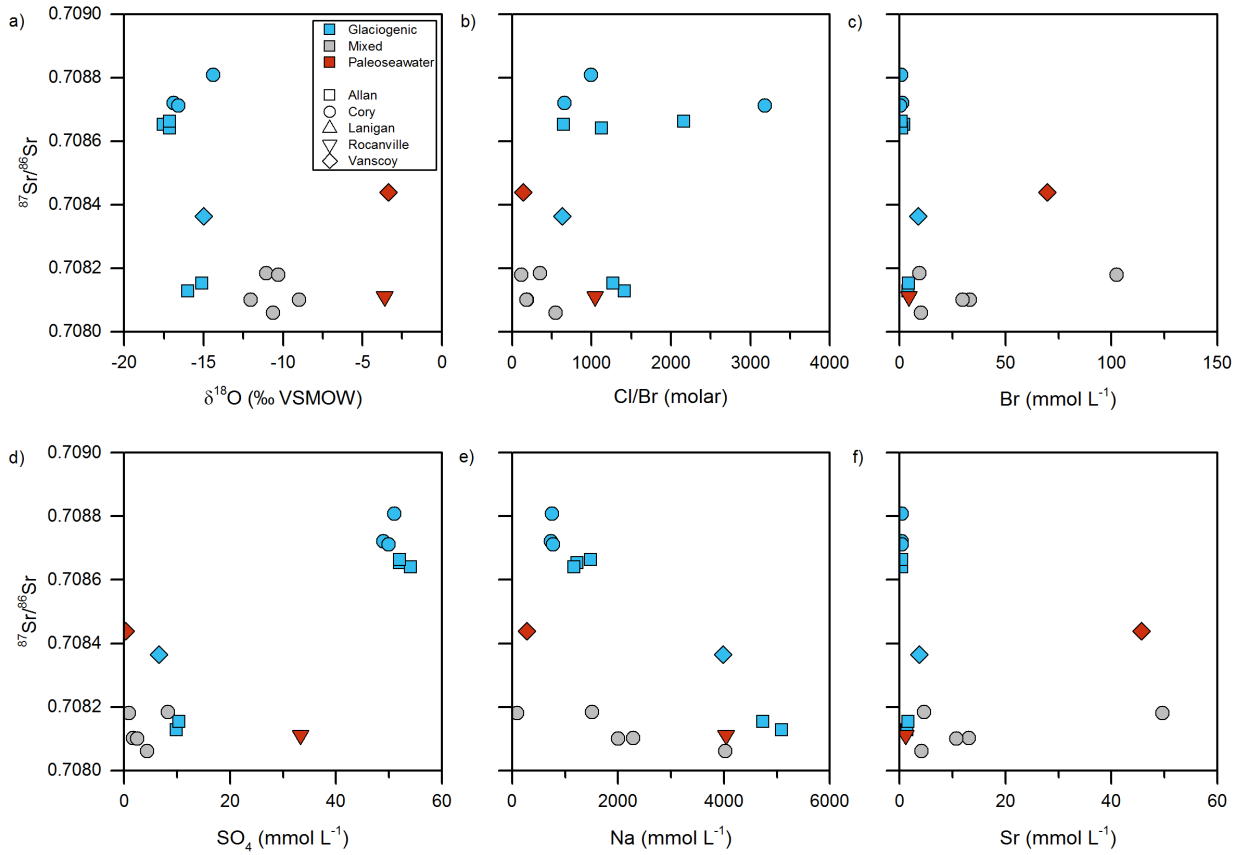 a)
0.7090
0.7088
0.7086
0.7084
0.7082
0.7080
⁸⁷Sr/⁸⁶Sr
Glaciogenic
Mixed
Paleoseawater
Allan
Cory
Lanigan
Rocanville
Vanscoy
-20 -15 -10 -5 0
δ¹⁸O (‰ VSMOW)
b)
0 1000 2000 3000 4000
Cl/Br (molar)
c)
0 25 50 75 100 125 150
Br (mmol L⁻¹)
d)
0.7090
0.7088
0.7086
0.7084
0.7082
0.7080
⁸⁷Sr/⁸⁶Sr
0 20 40 60
SO₄ (mmol L⁻¹)
e)
0 2000 4000 6000
Na (mmol L⁻¹)
f)
0 20 40 60
Sr (mmol L⁻¹)